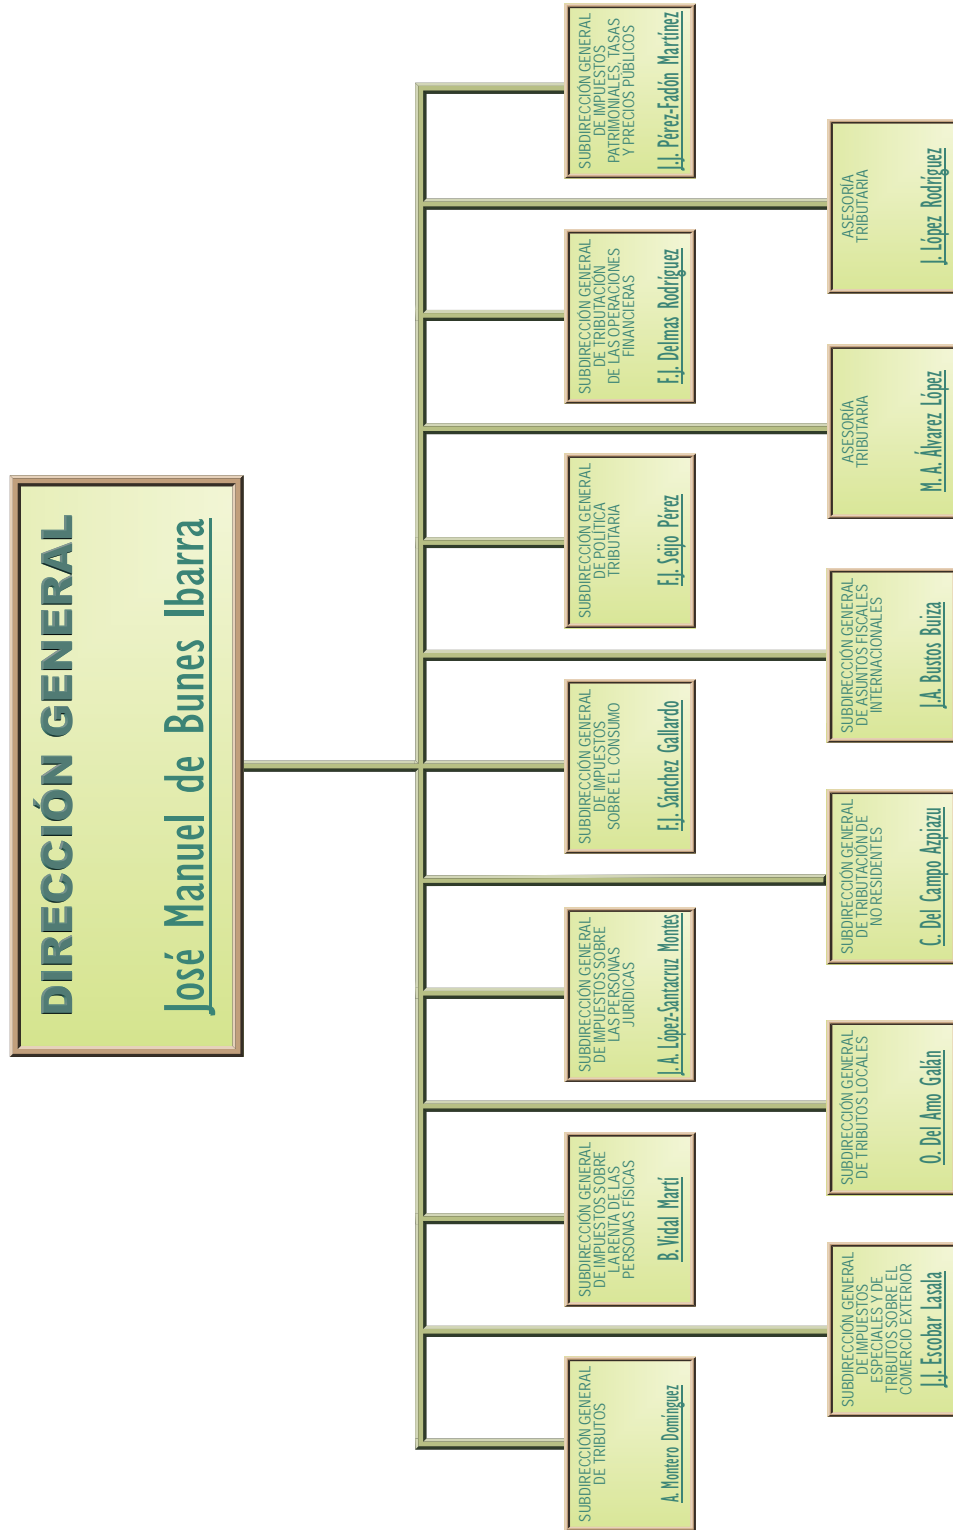 DIRECCIÓN GENERAL
José Manuel de Bunes Ibarra
SUBDIRECCIÓN GENERAL
DE TRIBUTOS
A. Montero Domínguez
SUBDIRECCIÓN GENERAL
DE IMPUESTOS SOBRE
LA RENTA DE LAS
PERSONAS FÍSICAS
B. Vidal Martí
SUBDIRECCIÓN GENERAL
DE IMPUESTOS SOBRE
LAS PERSONAS
JURÍDICAS
J. A. López-Santacruz Montes
SUBDIRECCIÓN GENERAL
DE IMPUESTOS
SOBRE EL CONSUMO
F.J. Sánchez Gallardo
SUBDIRECCIÓN GENERAL
DE POLÍTICA
TRIBUTARIA
F.J. Seijo Pérez
SUBDIRECCIÓN GENERAL
DE TRIBUTACIÓN
DE LAS OPERACIONES
FINANCIERAS
F.J. Delmas Rodríguez
SUBDIRECCIÓN GENERAL
DE IMPUESTOS
PATRIMONIALES, TASAS
Y PRECIOS PÚBLICOS
J.J. Pérez-Fadón Martínez
SUBDIRECCIÓN GENERAL
DE IMPUESTOS
ESPECIALES Y DE
TRIBUTOS SOBRE EL
COMERCIO EXTERIOR
J.J. Escobar Lasala
SUBDIRECCIÓN GENERAL
DE TRIBUTOS LOCALES
O. Del Amo Galán
SUBDIRECCIÓN GENERAL
DE TRIBUTACIÓN DE
NO RESIDENTES
C. Del Campo Azpiazu
SUBDIRECCIÓN GENERAL
DE ASUNTOS FISCALES
INTERNACIONALES
J.A. Bustos Buiza
ASESORÍA
TRIBUTARIA
M. A. Álvarez López
ASESORÍA
TRIBUTARIA
J. López Rodríguez